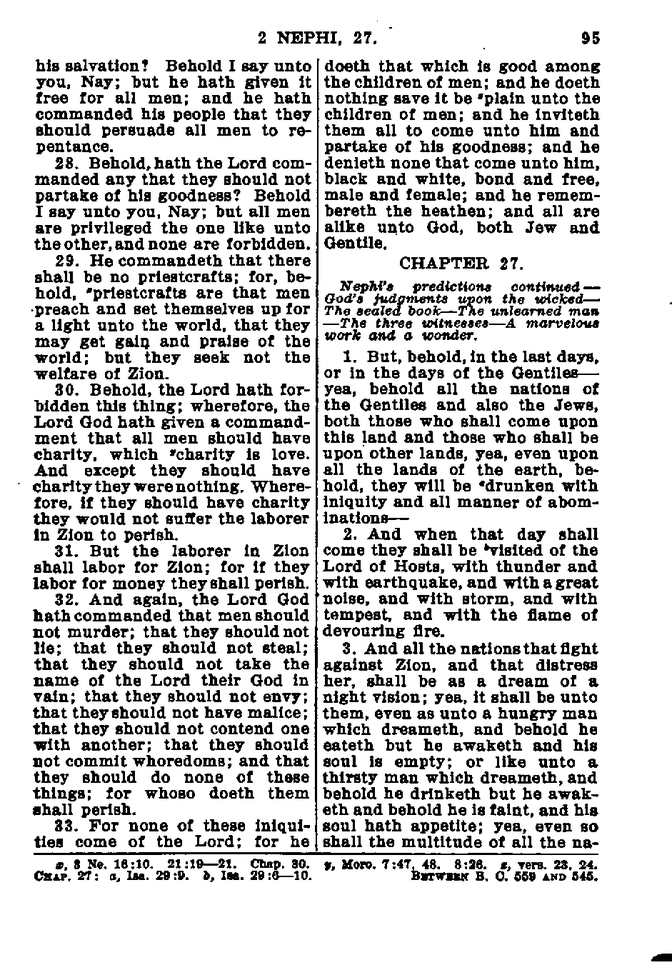 2 NEPHI, 27. 95
his salvation? Behold I say unto
you, Nay; but he hath given it
free for all men; and he hath
commanded his people that they
should persuade all men to re-
pentance.
28. Behold, hath the Lord com-
manded any that they should not
partake of his goodness? Behold
I say unto you, Nay; but all men
are privileged the one like unto
the other, and none are forbidden.
29. He commandeth that there
shall be no priestcrafts; for, be-
hold, priestcrafts are that men
preach and set themselves up for
a light unto the world, that they
may get gain and praise of the
world; but they seek not the
welfare of Zion.
30. Behold, the Lord hath for-
bidden this thing; wherefore, the
Lord God hath given a command-
ment that all men should have
charity, which charity is love.
And except they should have
charity they were nothing. Where-
fore, if they should have charity
they would not suffer the laborer
in Zion to perish.
31. But the laborer in Zion
shall labor for Zion; for if they
labor for money they shall perish.
32. And again, the Lord God
hath commanded that men should
not murder; that they should not
lie; that they should not steal;
that they should not take the
name of the Lord their God in
vain; that they should not envy;
that they should not have malice;
that they should not contend one
with another; that they should
not commit whoredoms; and that
they should do none of these
things; for whoso doeth them
shall perish.
33. For none of these iniqui-
ties come of the Lord; for he
doeth that which is good among
the children of men; and he doeth
nothing save it be plain unto the
children of men; and he inviteth
them all to come unto him and
partake of his goodness; and he
denieth none that come unto him,
black and white, bond and free,
male and female; and he remem-
bereth the heathen; and all are
alike unto God, both Jew and
Gentile.
CHAPTER 27.
Nephi's predictions continued—
God's judgments upon the wicked—
The sealed book—The unlearned man
—The three witnesses—A marvelous
work and a wonder.
1. But, behold, in the last days,
or in the days of the Gentiles—
yea, behold all the nations of
the Gentiles and also the Jews,
both those who shall come upon
this land and those who shall be
upon other lands, yea, even upon
all the lands of the earth, be-
hold, they will be ᵃdrunken with
iniquity and all manner of abom-
inations—
2. And when that day shall
come they shall be ᵇvisited of the
Lord of Hosts, with thunder and
with earthquake, and with a great
noise, and with storm, and with
tempest, and with the flame of
devouring fire.
3. And all the nations that fight
against Zion, and that distress
her, shall be as a dream of a
night vision; yea, it shall be unto
them, even as unto a hungry man
which dreameth, and behold he
eateth but he awaketh and his
soul is empty; or like unto a
thirsty man which dreameth, and
behold he drinketh but he awak-
eth and behold he is faint, and his
soul hath appetite; yea, even so
shall the multitude of all the na-
3 Ne. 16:10. 21:19—21. Chap. 30. y, Moro. 7:47, 48. 8:26. z, vers. 23, 24.
CHAP. 27: a, Isa. 29:9. b, Isa. 29:6—10. BETWEEN B. C. 559 AND 545.